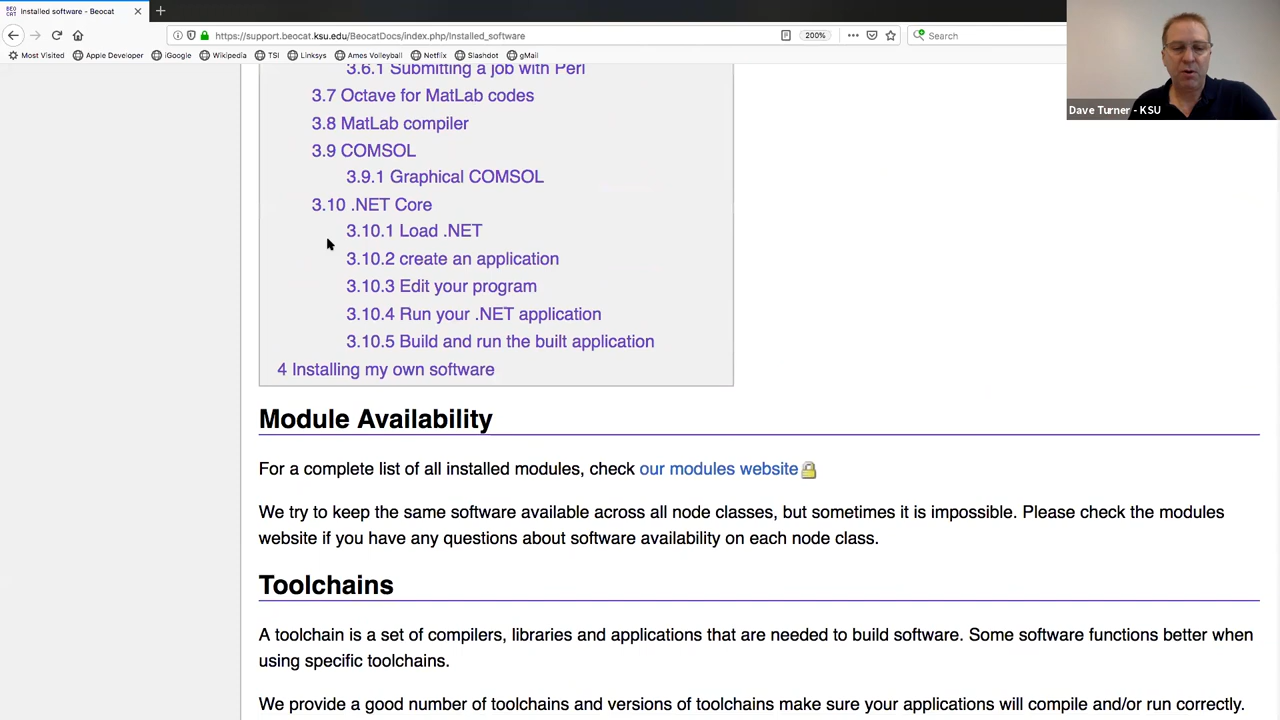 BEO
CAT
Installed software - Beocat
https://support.beocat.ksu.edu/BeocatDocs/index.php/Installed_software
200%
Search
Most Visited
Apple Developer
iGoogle
Wikipedia
TSI
Linksys
Ames Volleyball
Netflix
Slashdot
gMail
Dave Turner - KSU
3.6.1 Submitting a job with Perl
3.7 Octave for MatLab codes
3.8 MatLab compiler
3.9 COMSOL
3.9.1 Graphical COMSOL
3.10 .NET Core
3.10.1 Load .NET
3.10.2 create an application
3.10.3 Edit your program
3.10.4 Run your .NET application
3.10.5 Build and run the built application
4 Installing my own software
Module Availability
For a complete list of all installed modules, check our modules website
We try to keep the same software available across all node classes, but sometimes it is impossible. Please check the modules
website if you have any questions about software availability on each node class.
Toolchains
A toolchain is a set of compilers, libraries and applications that are needed to build software. Some software functions better when
using specific toolchains.
We provide a good number of toolchains and versions of toolchains make sure your applications will compile and/or run correctly.